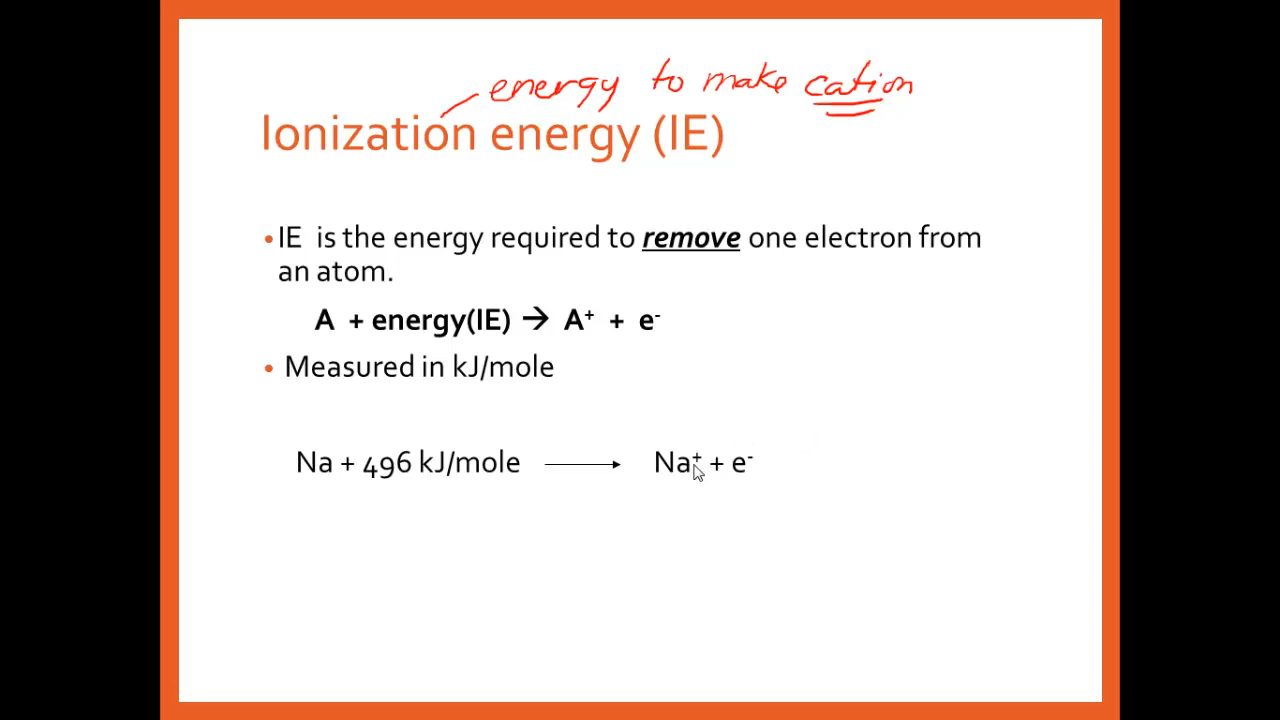 energy to make cation
Ionization energy (IE)
• IE is the energy required to remove one electron from
an atom.
A + energy(IE) → A⁺ + e⁻
• Measured in kJ/mole
Na + 496 kJ/mole → Na⁺ + e⁻